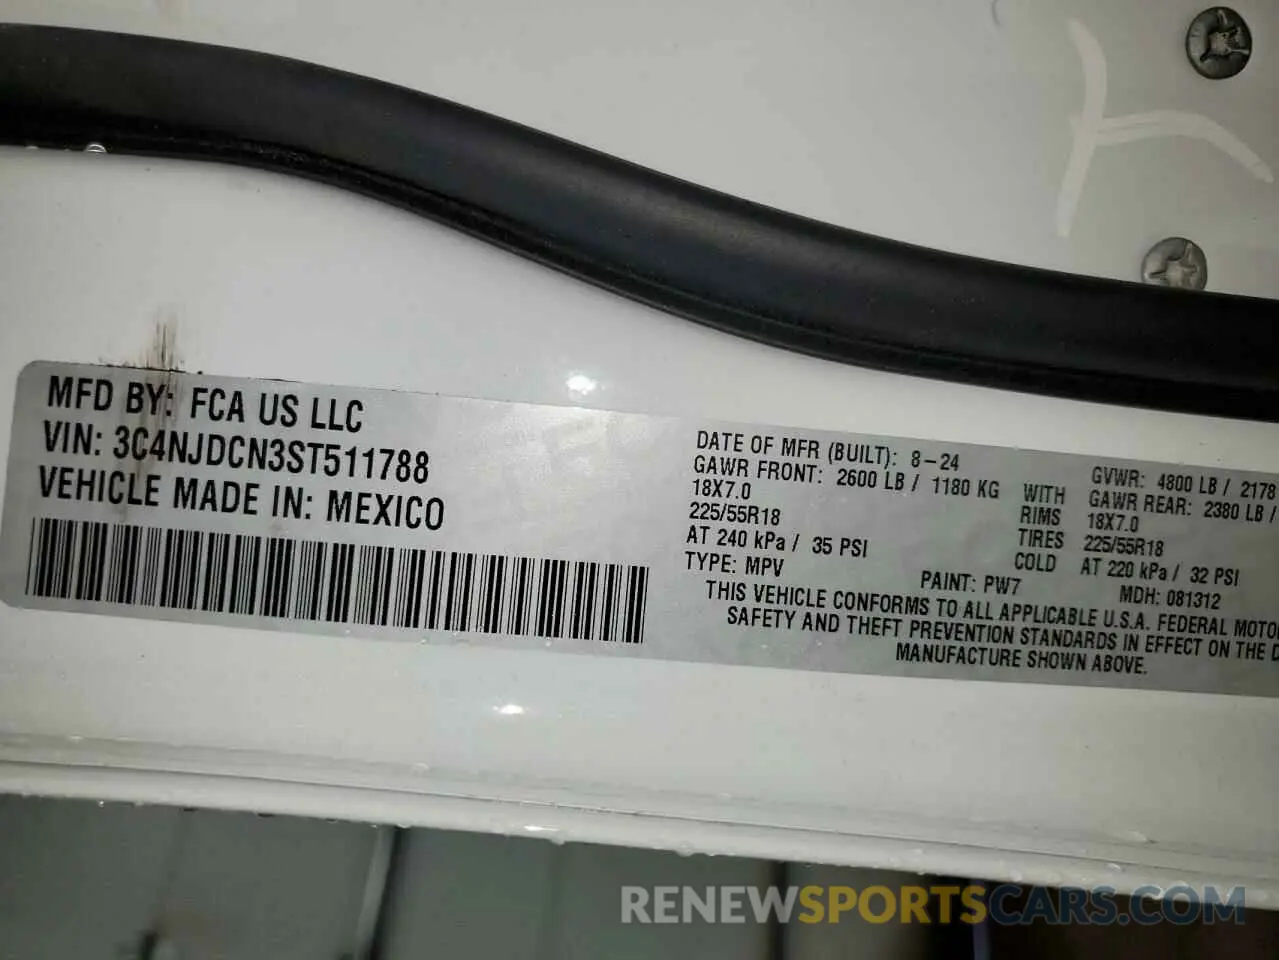 MFD BY: FCA US LLC
VIN: 3C4NJDCN3ST511788
VEHICLE MADE IN: MEXICO
DATE OF MFR (BUILT): 8-24
GVWR: 4800 LB / 2178
GAWR FRONT: 2600 LB / 1180 KG WITH GAWR REAR: 2380 LB /
18X7.0 RIMS 18X7.0
225/55R18 TIRES 225/55R18
AT 240 kPa / 35 PSI COLD AT 220 kPa / 32 PSI
TYPE: MPV PAINT: PW7 MDH: 081312
THIS VEHICLE CONFORMS TO ALL APPLICABLE U.S.A. FEDERAL
SAFETY AND THEFT PREVENTION STANDARDS IN EFFECT ON THE
MANUFACTURE SHOWN ABOVE.
RENEWSPORTSCARS.COM